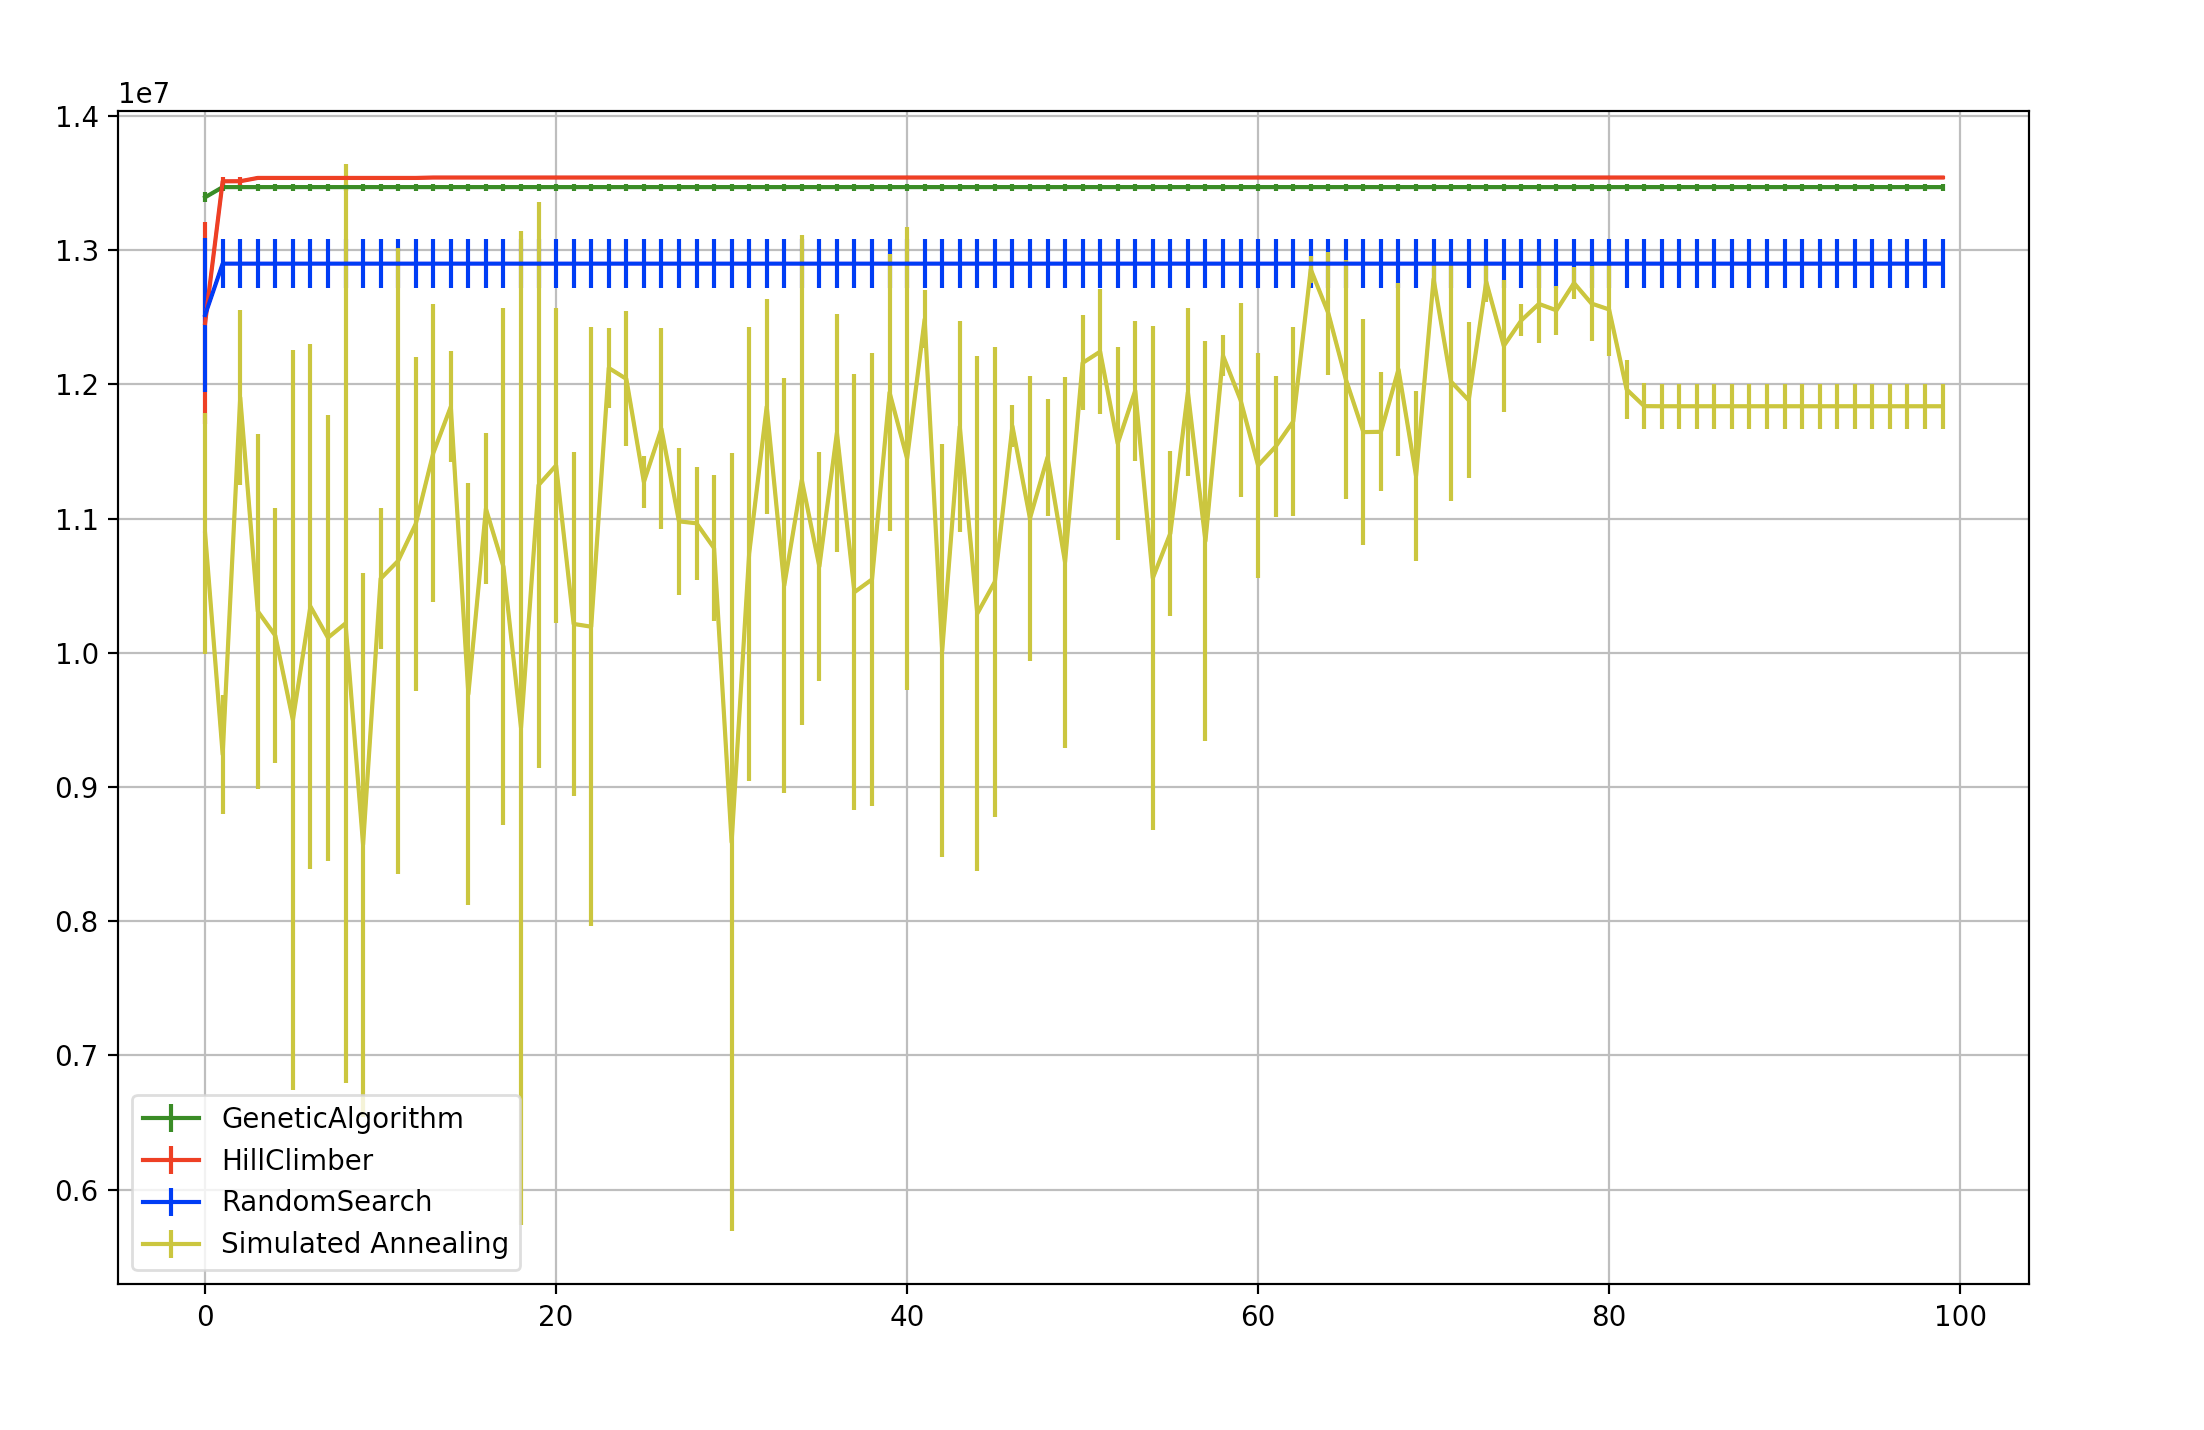 1e7
1.4
1.3
1.2
1.1
1.0
0.9
0.8
0.7
0.6
GeneticAlgorithm
HillClimber
RandomSearch
Simulated Annealing
0 20 40 60 80 100